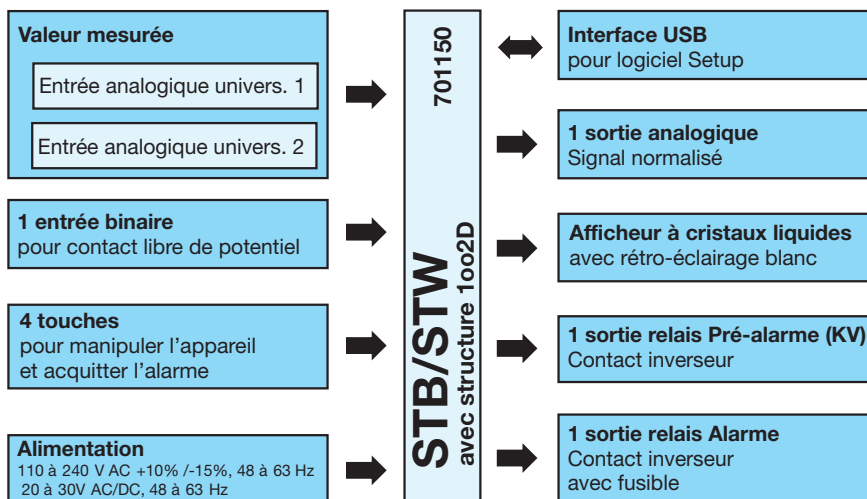 Valeur mesurée
Entrée analogique univers. 1
Entrée analogique univers. 2
1 entrée binaire
pour contact libre de potentiel
4 touches
pour manipuler l’appareil
et acquitter l’alarme
Alimentation
110 à 240 V AC +10% /-15%, 48 à 63 Hz
20 à 30V AC/DC, 48 à 63 Hz
701150
STB/STW
avec structure 1oo2D
Interface USB
pour logiciel Setup
1 sortie analogique
Signal normalisé
Afficheur à cristaux liquides
avec rétro-éclairage blanc
1 sortie relais Pré-alarme (KV)
Contact inverseur
1 sortie relais Alarme
Contact inverseur
avec fusible